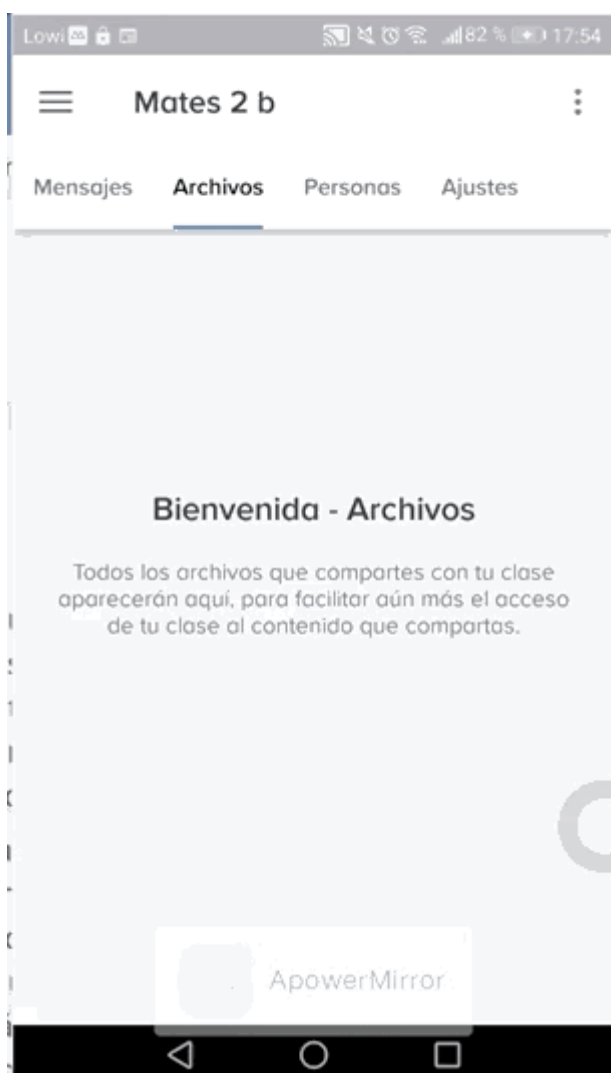 Lowi 82 % 17:54
Mates 2 b
Mensajes Archivos Personas Ajustes
Bienvenida - Archivos
Todos los archivos que compartes con tu clase
aparecerán aquí, para facilitar aún más el acceso
de tu clase al contenido que compartas.
ApowerMirror